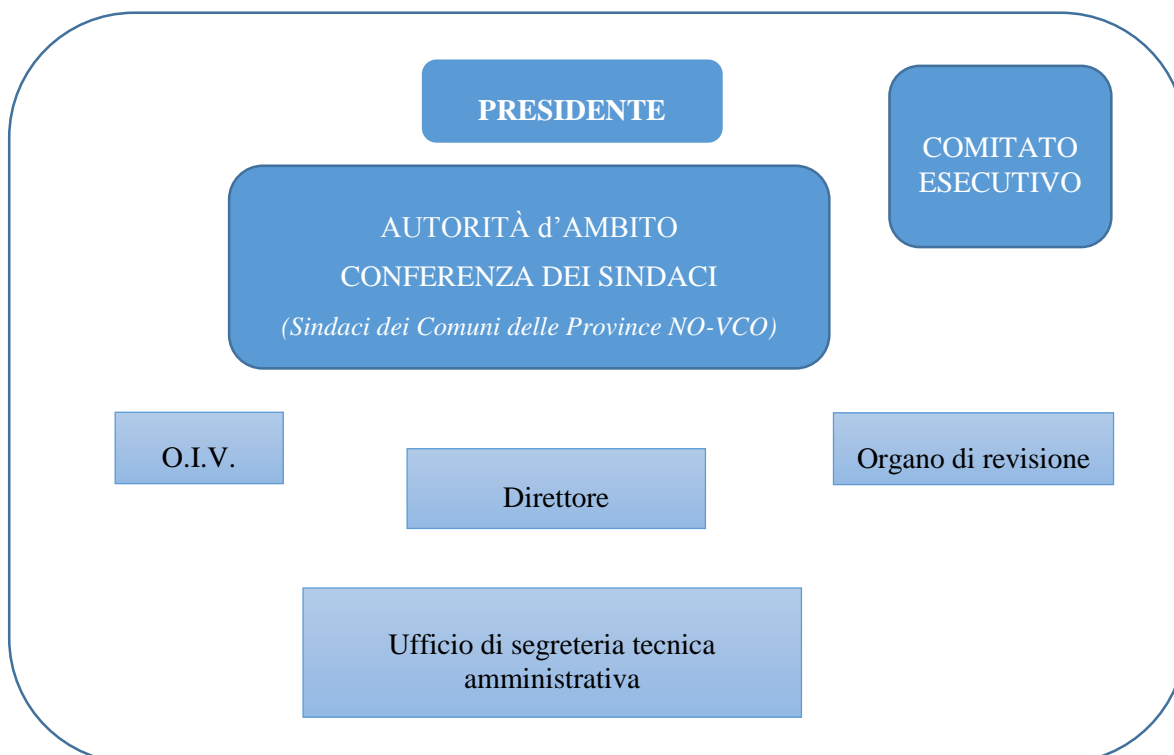 PRESIDENTE
COMITATO
ESECUTIVO
AUTORITÀ d’AMBITO
CONFERENZA DEI SINDACI
(Sindaci dei Comuni delle Province NO-VCO)
O.I.V.
Organo di revisione
Direttore
Ufficio di segreteria tecnica
amministrativa